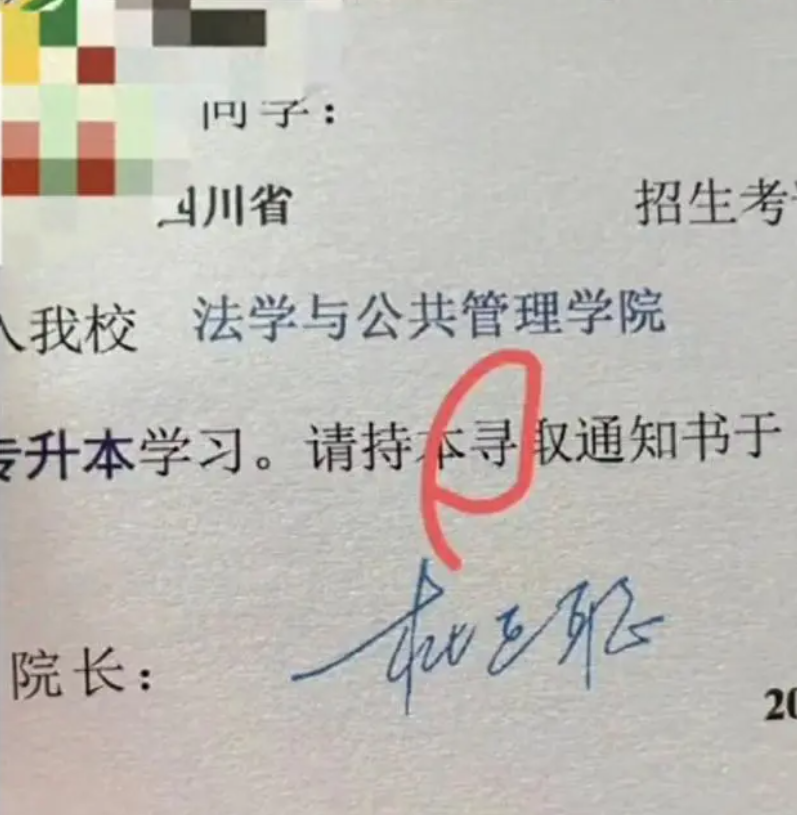 同学：
四川省 招生考
入我校 法学与公共管理学院
专升本学习。请持本寻取通知书于
院长：
20